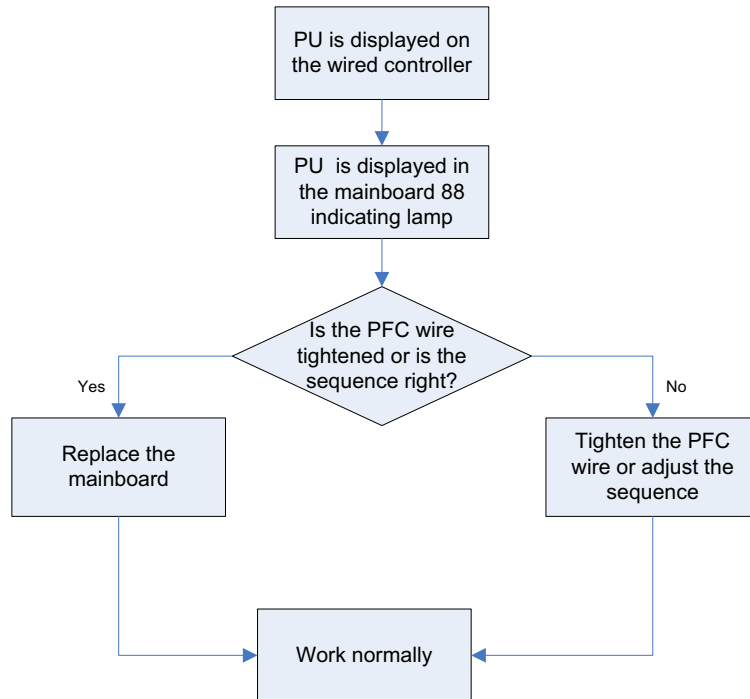 PU is displayed on
the wired controller
PU is displayed in
the mainboard 88
indicating lamp
Is the PFC wire
tightened or is the
sequence right?
Yes
No
Replace the
mainboard
Tighten the PFC
wire or adjust the
sequence
Work normally